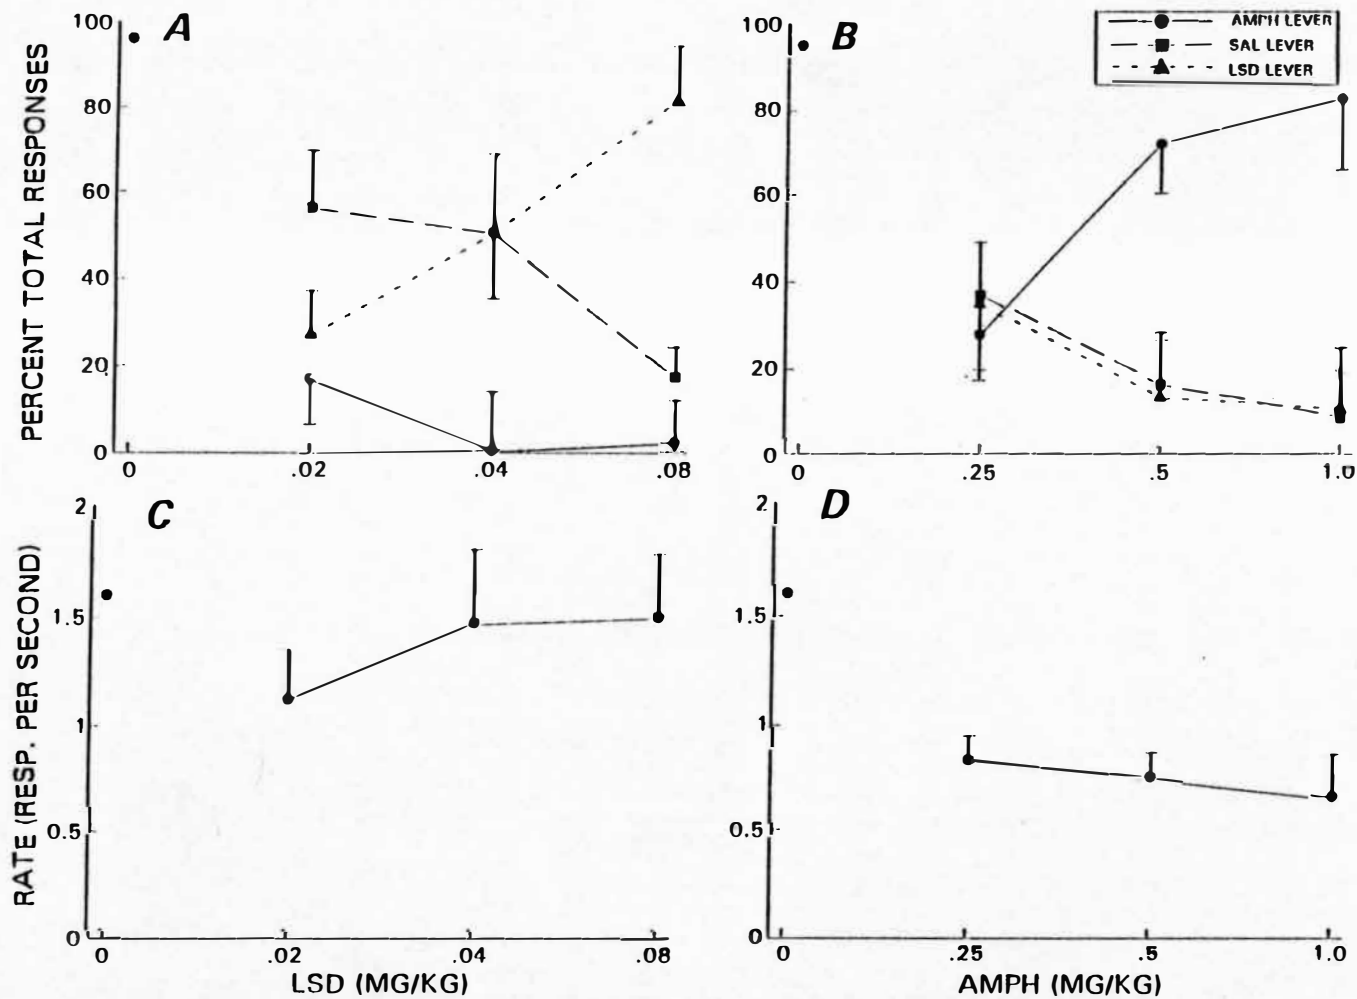 A
PERCENT TOTAL RESPONSES
100
80
60
40
20
0
0 .02 .04 .08
B
100
80
60
40
20
0
0 .25 .5 1.0
AMPH LEVER
SAL LEVER
LSD LEVER
C
RATE (RESP. PER SECOND)
2
1.5
1
0.5
0
0 .02 .04 .08
LSD (MG/KG)
D
2
1.5
1
0.5
0
0 .25 .5 1.0
AMPH (MG/KG)